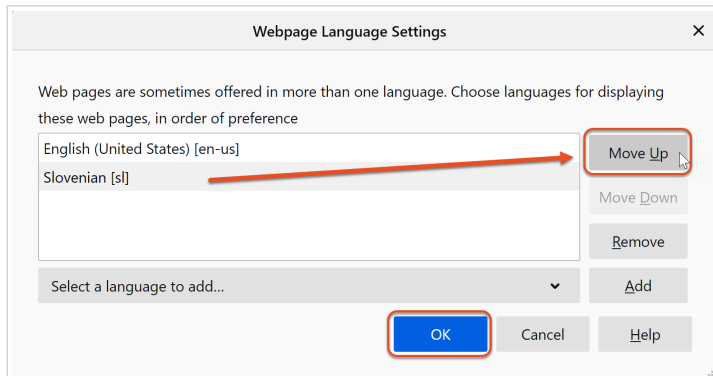 Webpage Language Settings
Web pages are sometimes offered in more than one language. Choose languages for displaying
these web pages, in order of preference
English (United States) [en-us]
Slovenian [sl]
Move Up
Move Down
Remove
Select a language to add...
Add
OK
Cancel
Help